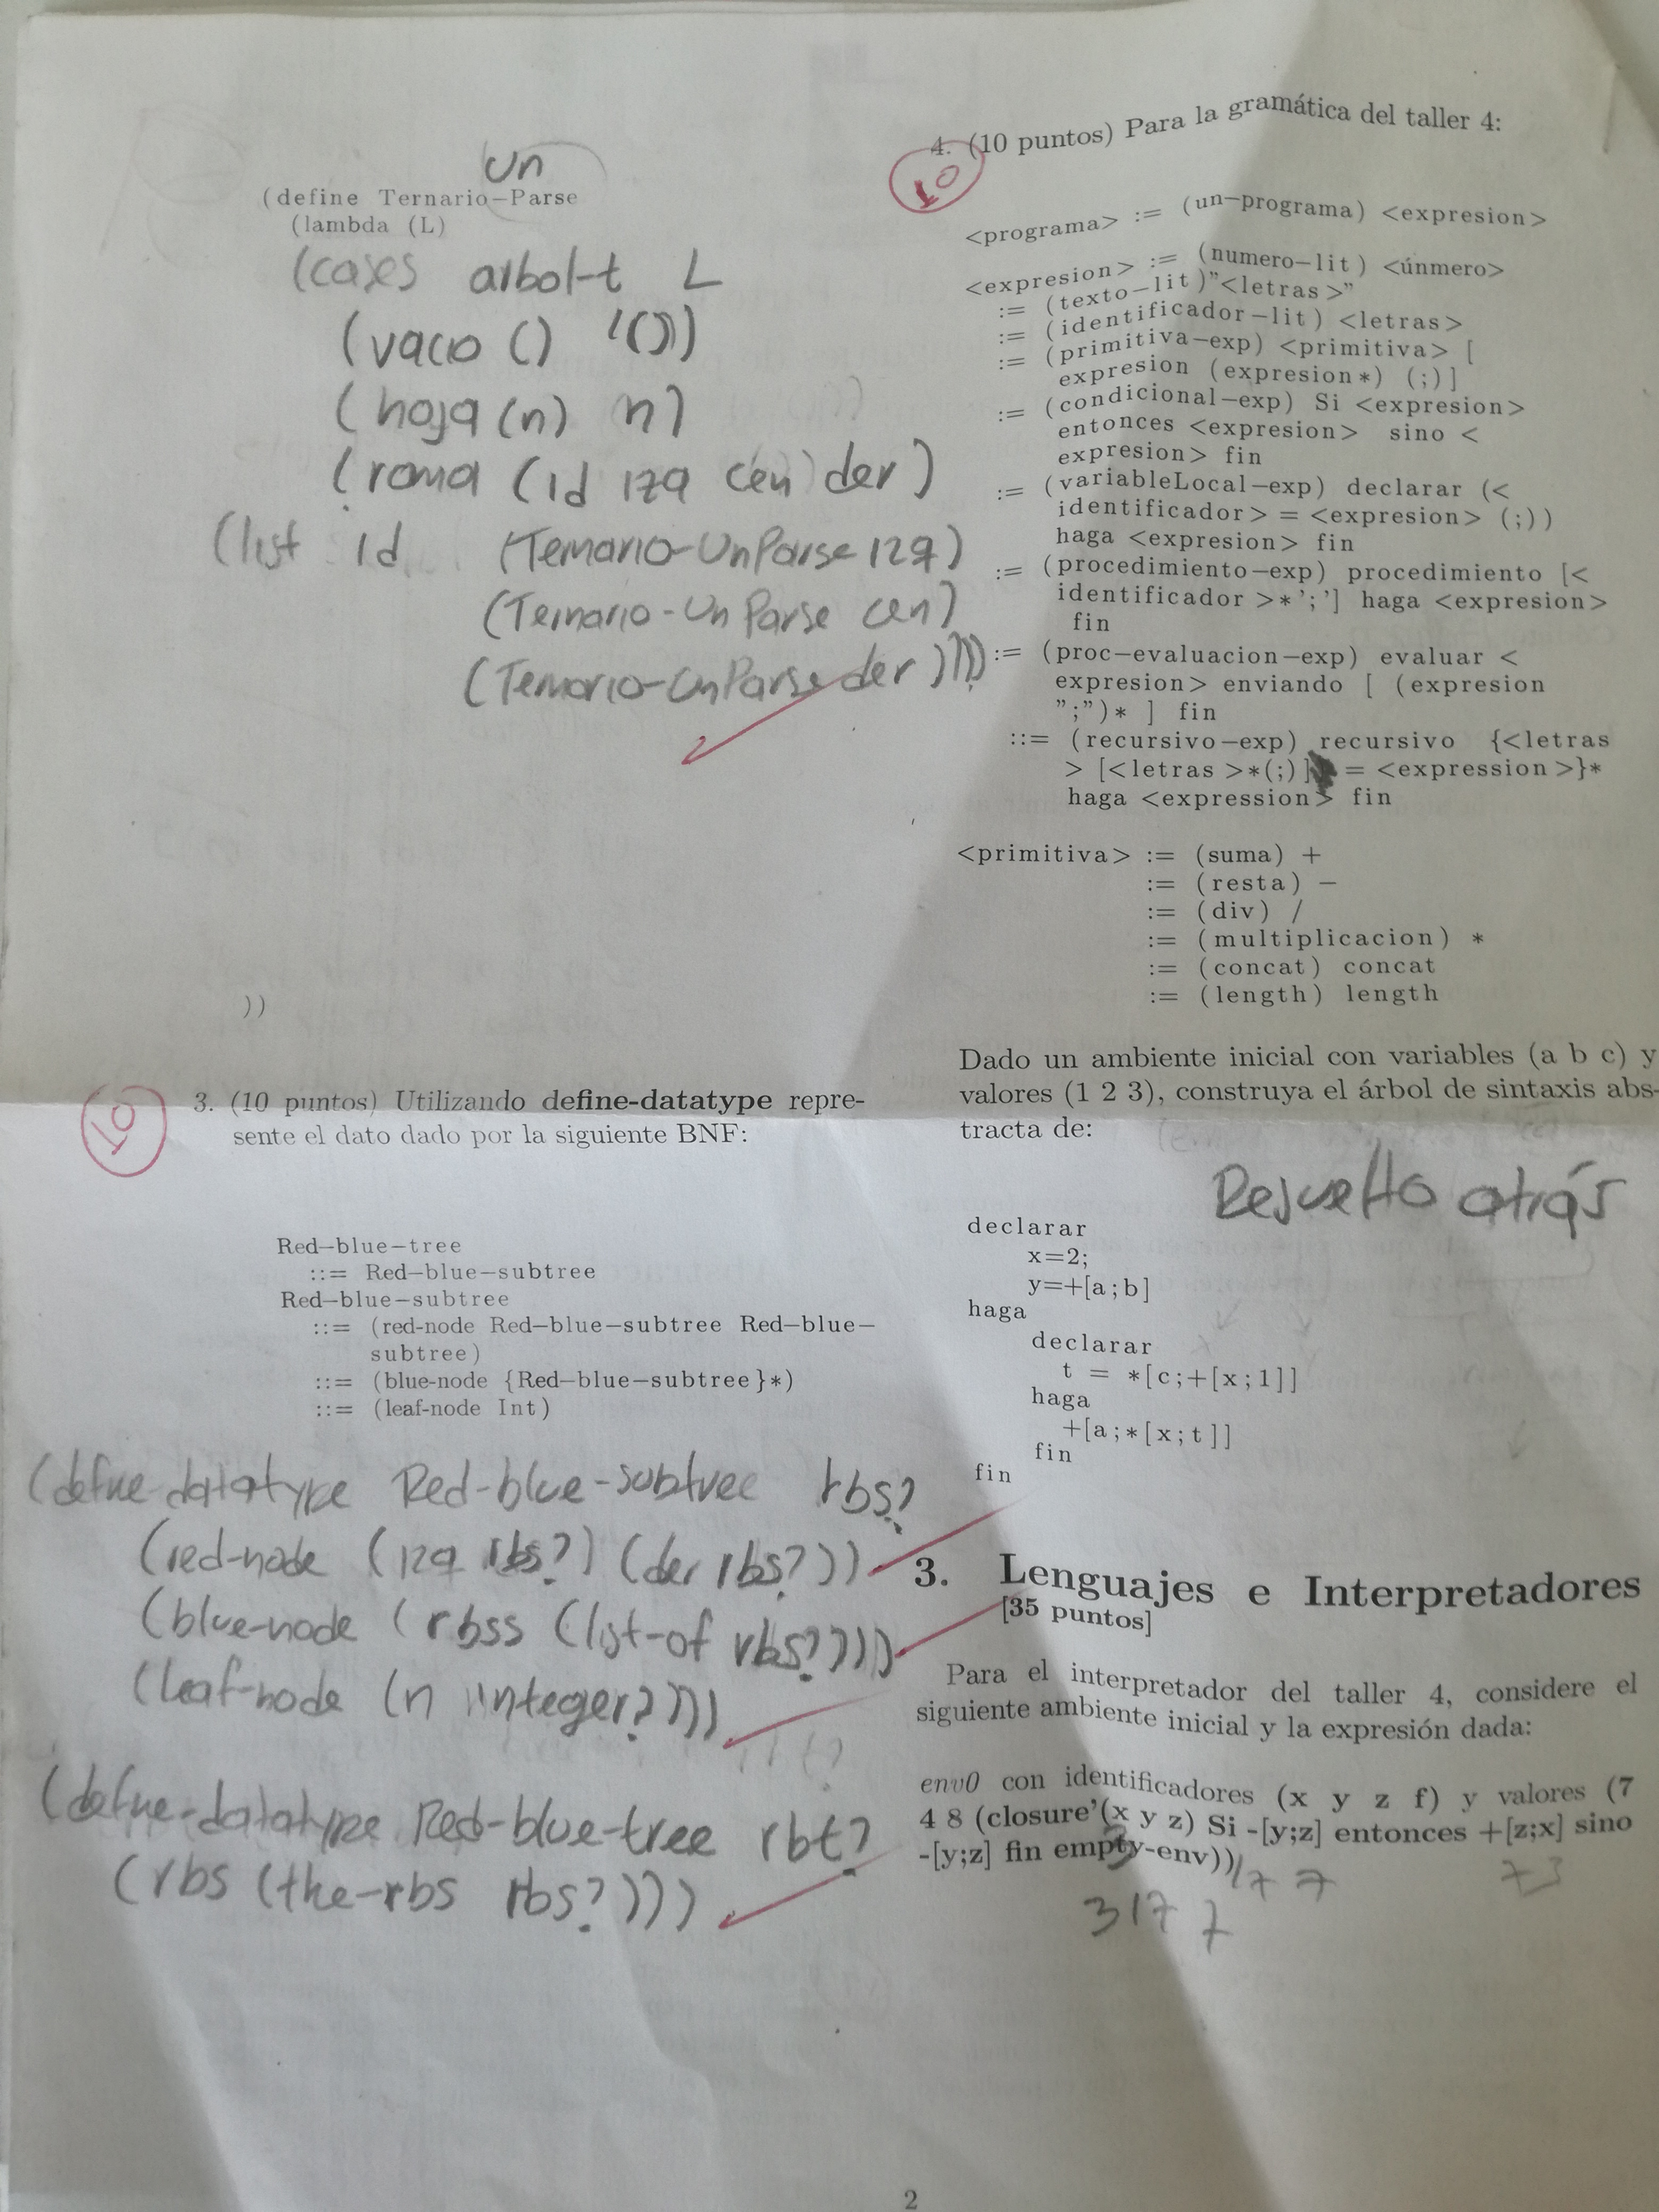 Un
(define Ternario-Parse
(lambda (L)
(cases arbol-t L
(vacio () '())
(hoja (n) n)
(rama (id izq cen der)
(list id (Ternario-UnParse izq)
(Ternario-UnParse cen)
(Ternario-UnParse der))))
))
10
3. (10 puntos) Utilizando define-datatype repre-
sente el dato dado por la siguiente BNF:
Red-blue-tree
::= Red-blue-subtree
Red-blue-subtree
::= (red-node Red-blue-subtree Red-blue-
subtree)
::= (blue-node {Red-blue-subtree}*)
::= (leaf-node Int)
(define-datatype Red-blue-subtree rbs?
(red-node (izq rbs?) (der rbs?))
(blue-node (rbss (list-of rbs?)))
(leaf-node (n integer?)))
(define-datatype Red-blue-tree rbt?
(rbs (the-rbs rbs?)))
4. (10 puntos) Para la gramática del taller 4:
10
<programa> := (un-programa) <expresion>
<expresion> := (numero-lit) <únmero>
:= (texto-lit)"<letras>"
:= (identificador-lit) <letras>
:= (primitiva-exp) <primitiva> [
expresion (expresion*) (;)]
:= (condicional-exp) Si <expresion>
entonces <expresion> sino <
expresion> fin
:= (variableLocal-exp) declarar (<
identificador> = <expresion> (;))
haga <expresion> fin
:= (procedimiento-exp) procedimiento [<
identificador>*';'] haga <expresion>
fin
:= (proc-evaluacion-exp) evaluar <
expresion> enviando [ (expresion
";")* ] fin
::= (recursivo-exp) recursivo {<letras
> [<letras>*(;)] = <expression>}*
haga <expression> fin
<primitiva> := (suma) +
:= (resta) -
:= (div) /
:= (multiplicacion) *
:= (concat) concat
:= (length) length
Dado un ambiente inicial con variables (a b c) y
valores (1 2 3), construya el árbol de sintaxis abs-
tracta de:
Resuelto atrás
declarar
x=2;
y=+[a;b]
haga
declarar
t = *[c;+[x;1]]
haga
+[a;*[x;t]]
fin
fin
3. Lenguajes e Interpretadores
[35 puntos]
Para el interpretador del taller 4, considere el
siguiente ambiente inicial y la expresión dada:
env0 con identificadores (x y z f) y valores (7
4 8 (closure'(x y z) Si -[y;z] entonces +[z;x] sino
-[y;z] fin empty-env))
317 7
2